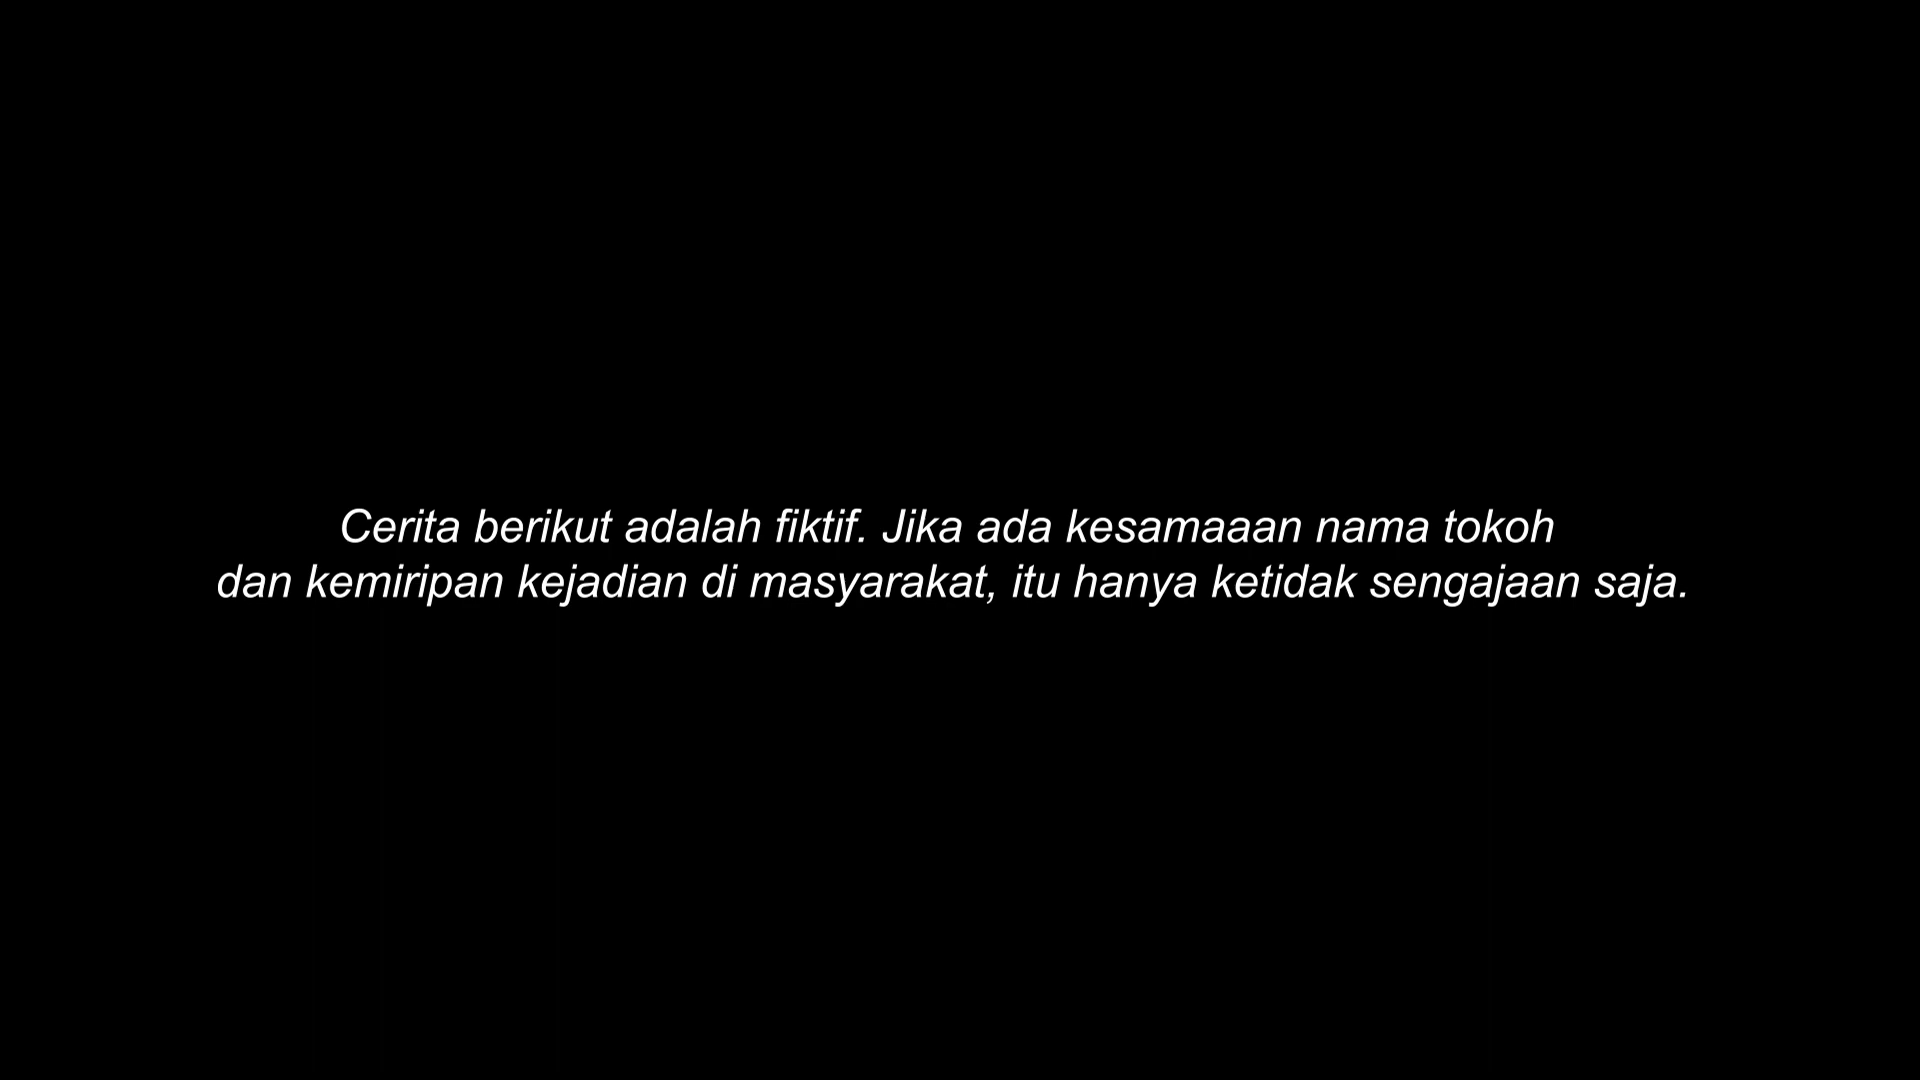 Cerita berikut adalah fiktif. Jika ada kesamaaan nama tokoh
dan kemiripan kejadian di masyarakat, itu hanya ketidak sengajaan saja.